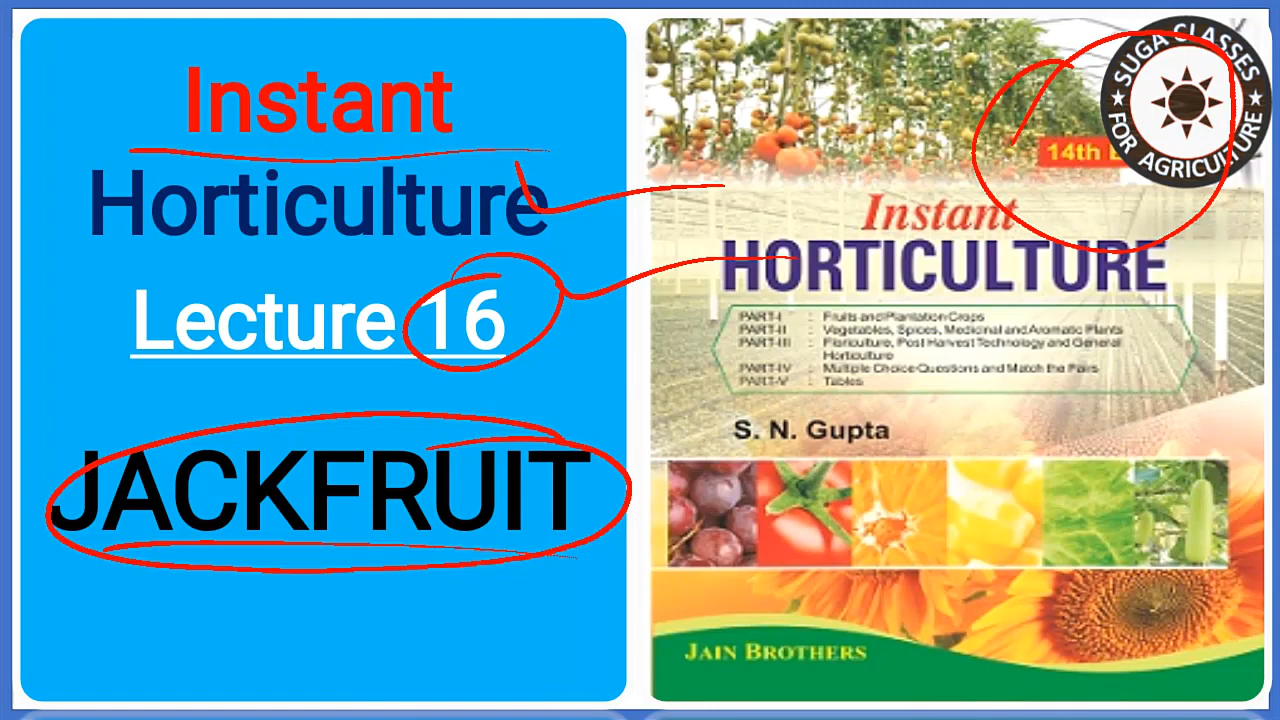 Instant
Horticulture
Lecture 16
JACKFRUIT
SUGA CLASSES
FOR AGRICULTURE
14th
Instant
HORTICULTURE
PART-I : Fruits and Plantation Crops
PART-II : Vegetables, Spices, Medicinal and Aromatic Plants
PART-III : Floriculture, Post Harvest Technology and General
Horticulture
PART-IV : Multiple Choice Questions and Match the Pairs
PART-V : Tables
S. N. Gupta
JAIN BROTHERS